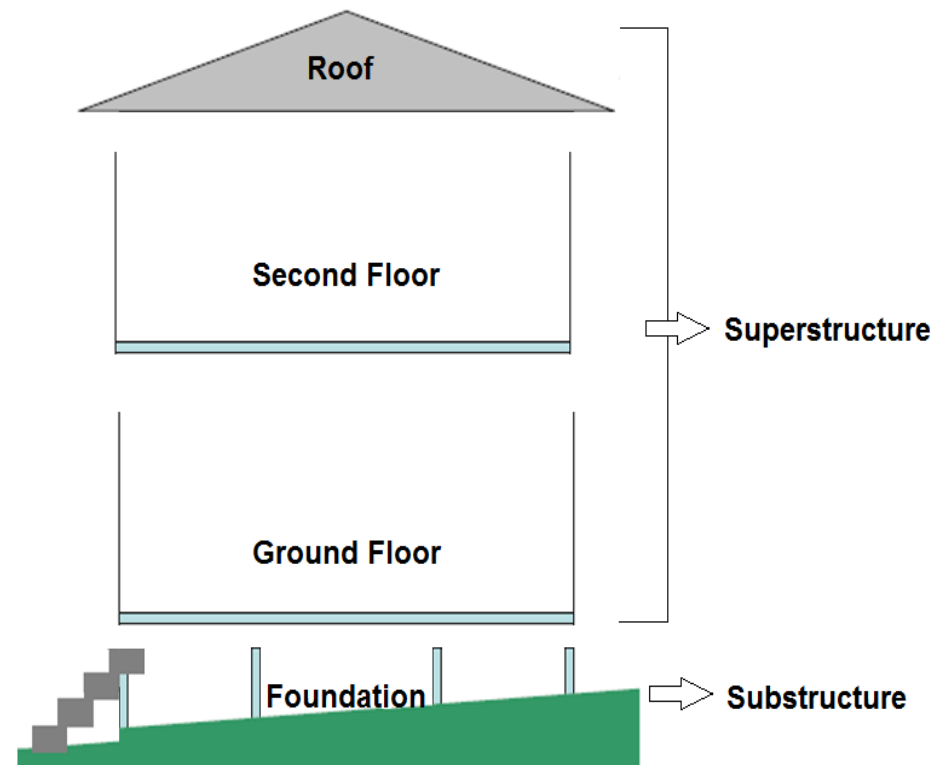 Roof
Second Floor
Superstructure
Ground Floor
Foundation
Substructure